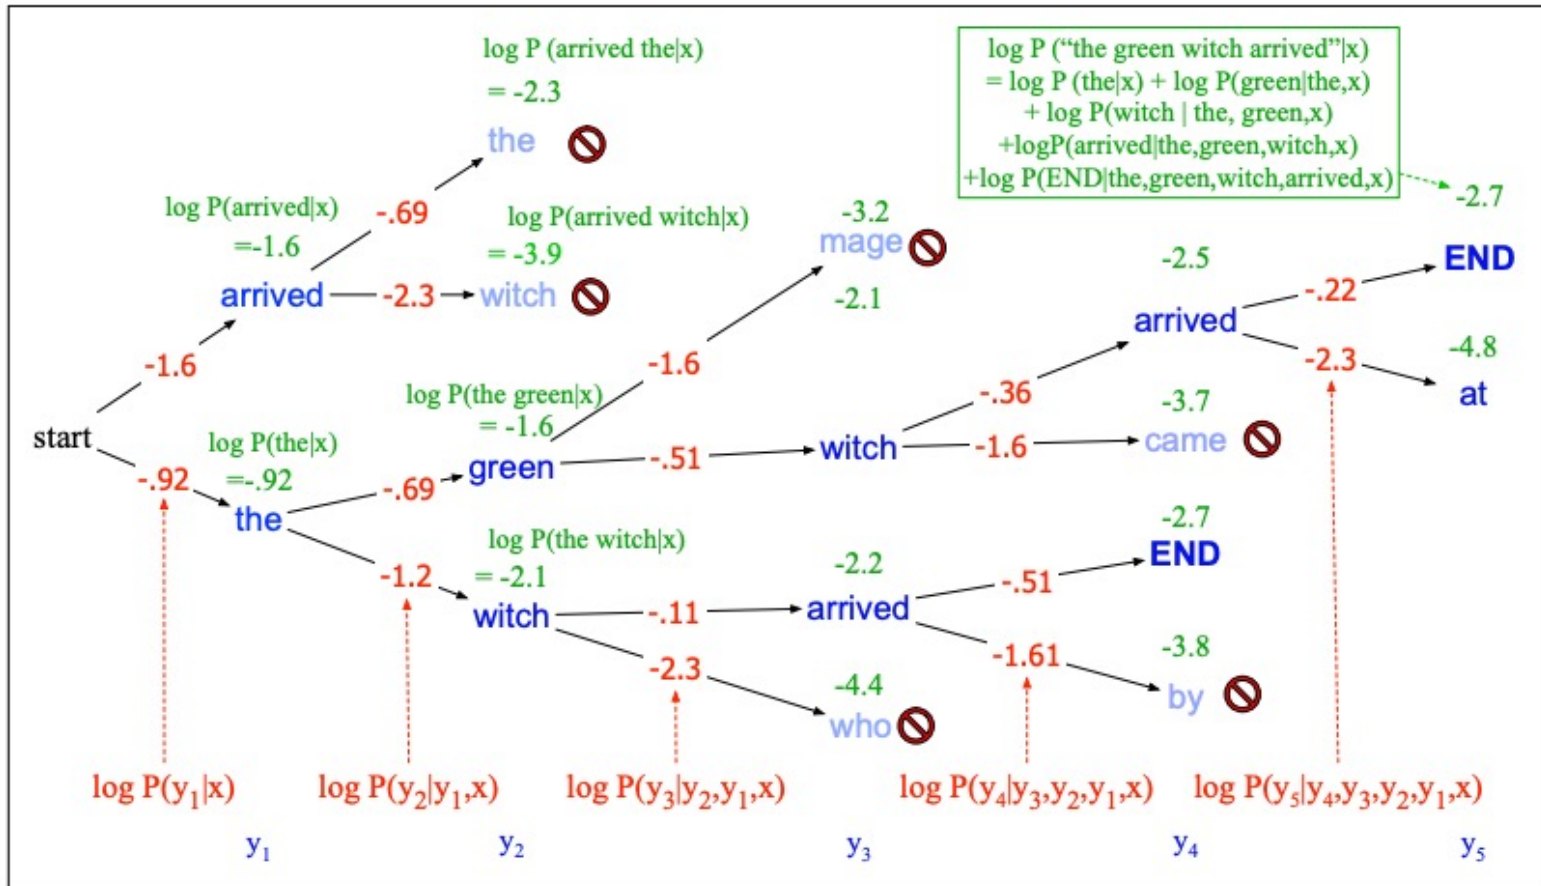 log P (arrived the|x)
= -2.3
the
log P(arrived|x)
=-1.6
arrived
-.69
log P(arrived witch|x)
= -3.9
-2.3
witch
-1.6
start
-.92
log P(the|x)
=-.92
the
log P(the green|x)
= -1.6
-.69
green
-1.2
log P(the witch|x)
= -2.1
witch
-3.2
mage
-1.6
-2.1
-.51
witch
-.11
-2.2
arrived
-2.3
-4.4
who
log P (“the green witch arrived”|x)
= log P (the|x) + log P(green|the,x)
+ log P(witch | the, green,x)
+logP(arrived|the,green,witch,x)
+log P(END|the,green,witch,arrived,x)
-.36
-2.5
arrived
-1.6
-3.7
came
-.51
-2.7
END
-1.61
-3.8
by
-.22
-2.7
END
-2.3
-4.8
at
log P(y₁|x) log P(y₂|y₁,x) log P(y₃|y₂,y₁,x) log P(y₄|y₃,y₂,y₁,x) log P(y₅|y₄,y₃,y₂,y₁,x)
y₁ y₂ y₃ y₄ y₅